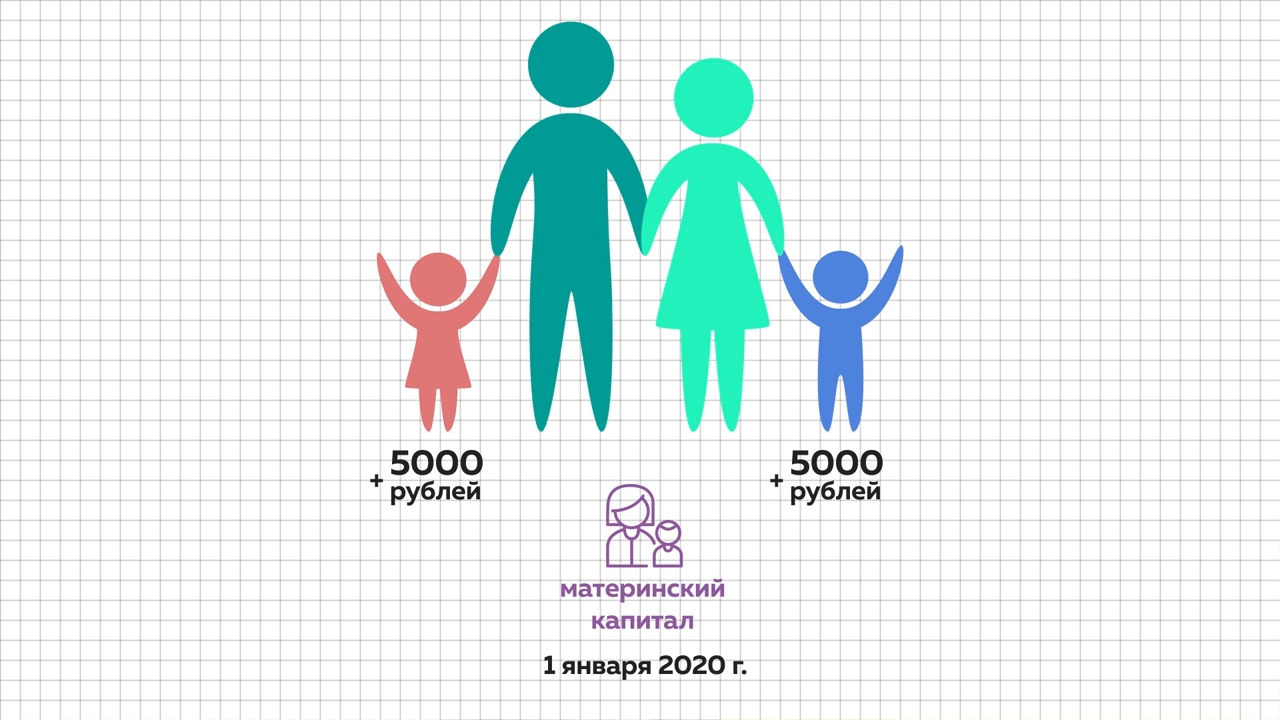 + 5000
рублей
+ 5000
рублей
материнский
капитал
1 января 2020 г.